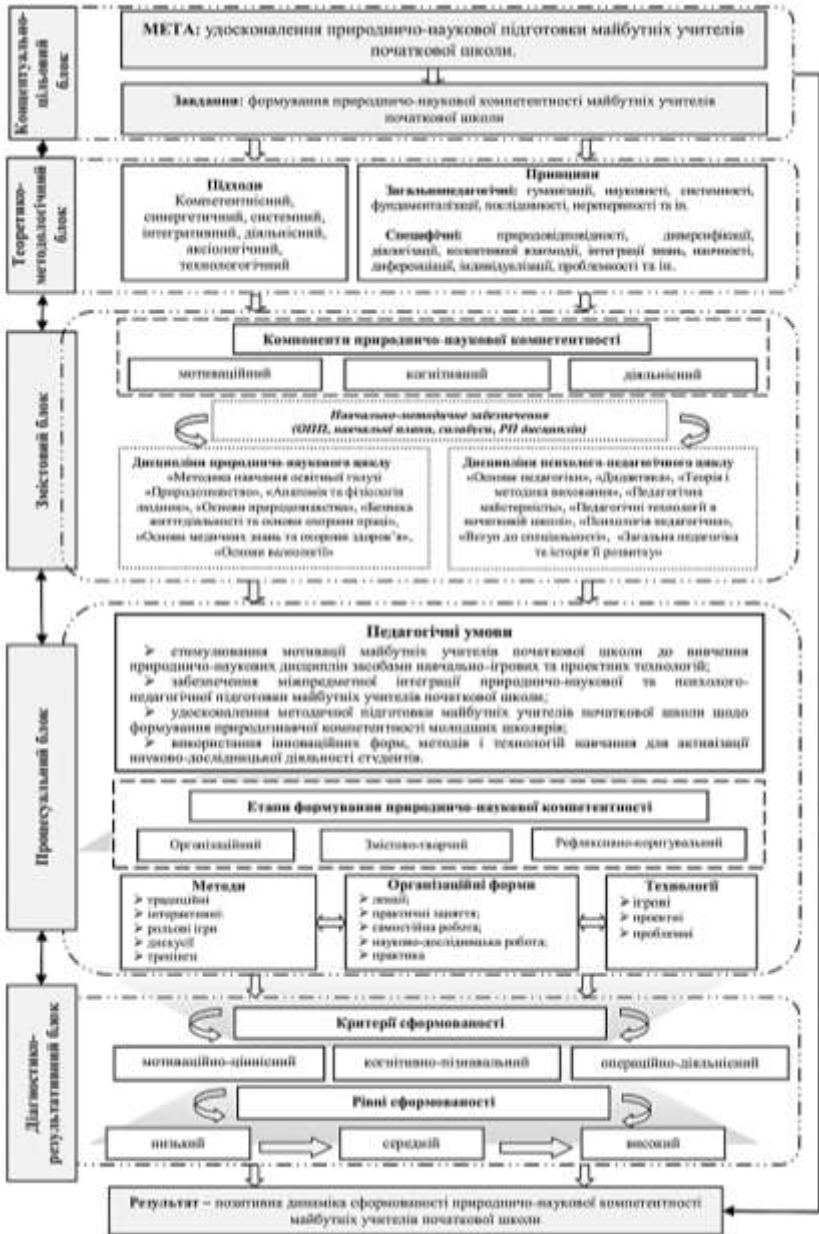 Концептуально-
цільовий
блок
МЕТА: удосконалення природничо-наукової підготовки майбутніх учителів
початкової школи.
Завдання: формування природничо-наукової компетентності майбутніх учителів
початкової школи
Теоретико-
методологічний
блок
Підходи
Компетентнісний,
синергетичний, системний,
інтегративний, діяльнісний,
аксіологічний,
технологічний
Принципи
Загальнопедагогічні: гуманізації, науковості, системності,
фундаменталізації, послідовності, неперервності та ін.
Специфічні: природовідповідності, диверсифікації,
діалогізації, колективної взаємодії, інтеграції знань, наочності,
диференціації, індивідуалізації, проблемності та ін.
Змістовий блок
Компоненти природничо-наукової компетентності
мотиваційний
когнітивний
діяльнісний
Навчально-методичне забезпечення
(ОПП, навчальні плани, силабуси, РП дисциплін)
Дисципліни природничо-наукового циклу
«Методика навчання освітньої галузі
«Природознавство», «Анатомія та фізіологія
людини», «Основи природознавства», «Безпека
життєдіяльності та основи охорони праці»,
«Основи медичних знань та охорони здоров’я»,
«Основи валеології»
Дисципліни психолого-педагогічного циклу
«Основи педагогіки», «Дидактика», «Теорія і
методика виховання», «Педагогічна
майстерність», «Педагогічні технології в
початковій школі», «Психологія педагогічна»,
«Вступ до спеціальності», «Загальна педагогіка
та історія її розвитку»
Процесуальний блок
Педагогічні умови
➢ стимулювання мотивації майбутніх учителів початкової школи до вивчення
природничо-наукових дисциплін засобами навчально-ігрових та проектних технологій;
➢ забезпечення міжпредметної інтеграції природничо-наукової та психолого-
педагогічної підготовки майбутніх учителів початкової школи;
➢ удосконалення методичної підготовки майбутніх учителів початкової школи щодо
формування природознавчої компетентності молодших школярів;
➢ використання інноваційних форм, методів і технологій навчання для активізації
науково-дослідницької діяльності студентів.
Етапи формування природничо-наукової компетентності
Організаційний
Змістово-творчий
Рефлексивно-коригувальний
Методи
➢ традиційні
➢ інтерактивні:
➢ рольові ігри
➢ дискусії
➢ тренінги
Організаційні форми
➢ лекції;
➢ практичні заняття;
➢ самостійна робота;
➢ науково-дослідницька робота;
➢ практика
Технології
➢ ігрові
➢ проектні
➢ проблемні
Діагностико-
результативний блок
Критерії сформованості
мотиваційно-ціннісний
когнітивно-пізнавальний
операційно-діяльнісний
Рівні сформованості
низький
середній
високий
Результат – позитивна динаміка сформованості природничо-наукової компетентності
майбутніх учителів початкової школи